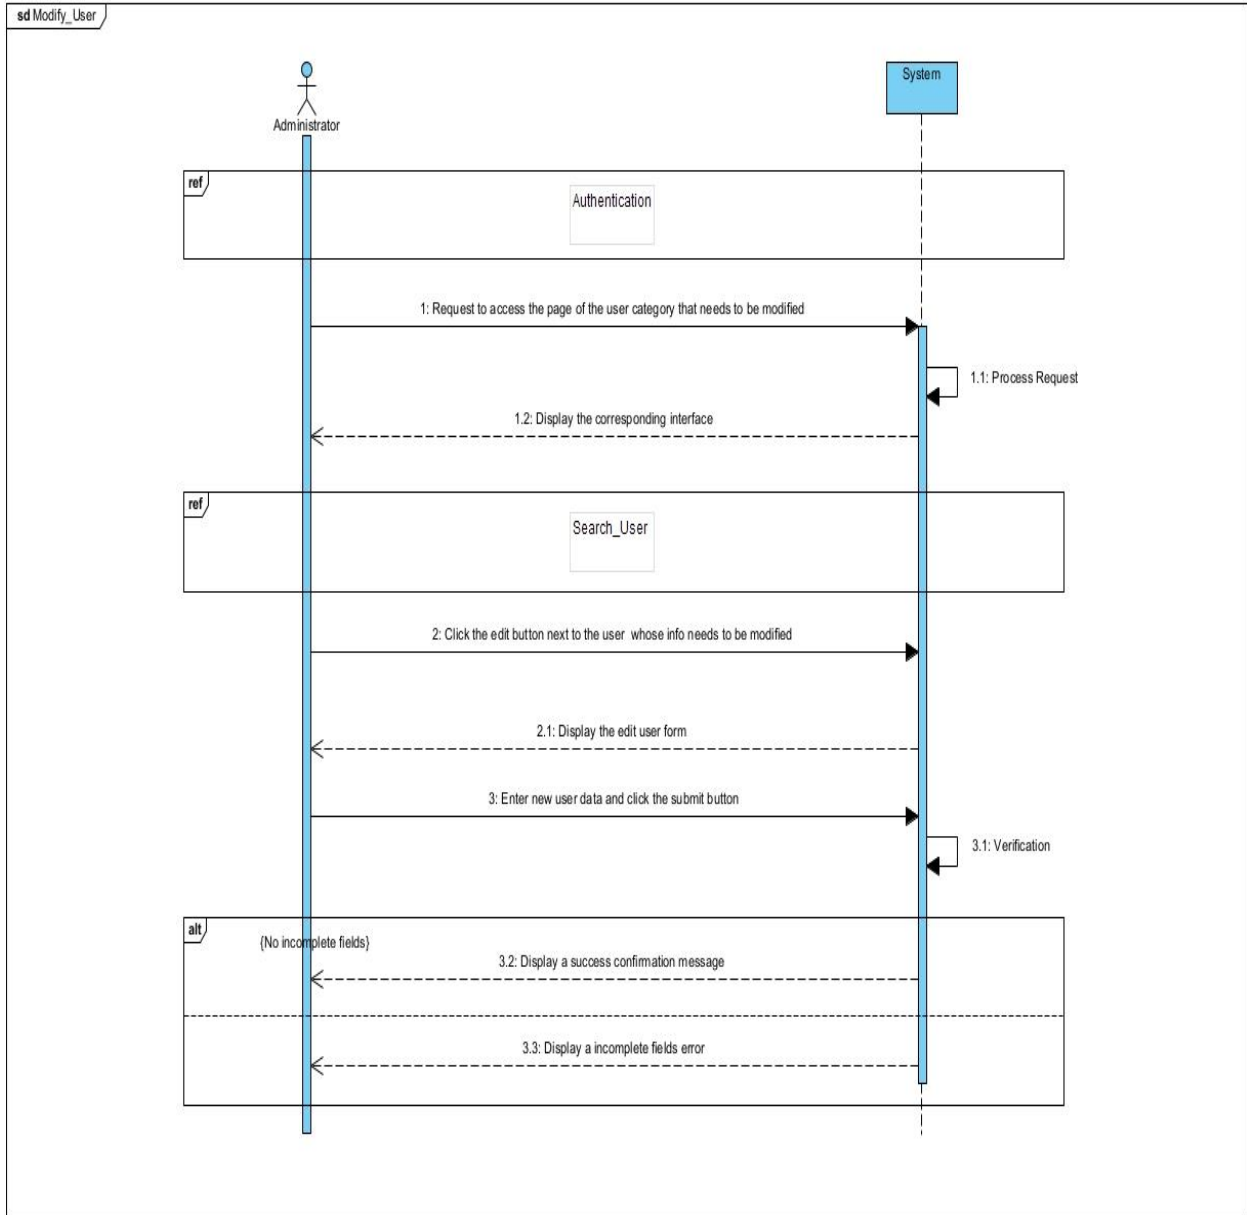 sd Modify_User
System
Administrator
ref
Authentication
1: Request to access the page of the user category that needs to be modified
1.1: Process Request
1.2: Display the corresponding interface
ref
Search_User
2: Click the edit button next to the user whose info needs to be modified
2.1: Display the edit user form
3: Enter new user data and click the submit button
3.1: Verification
alt
{No incomplete fields}
3.2: Display a success confirmation message
3.3: Display a incomplete fields error